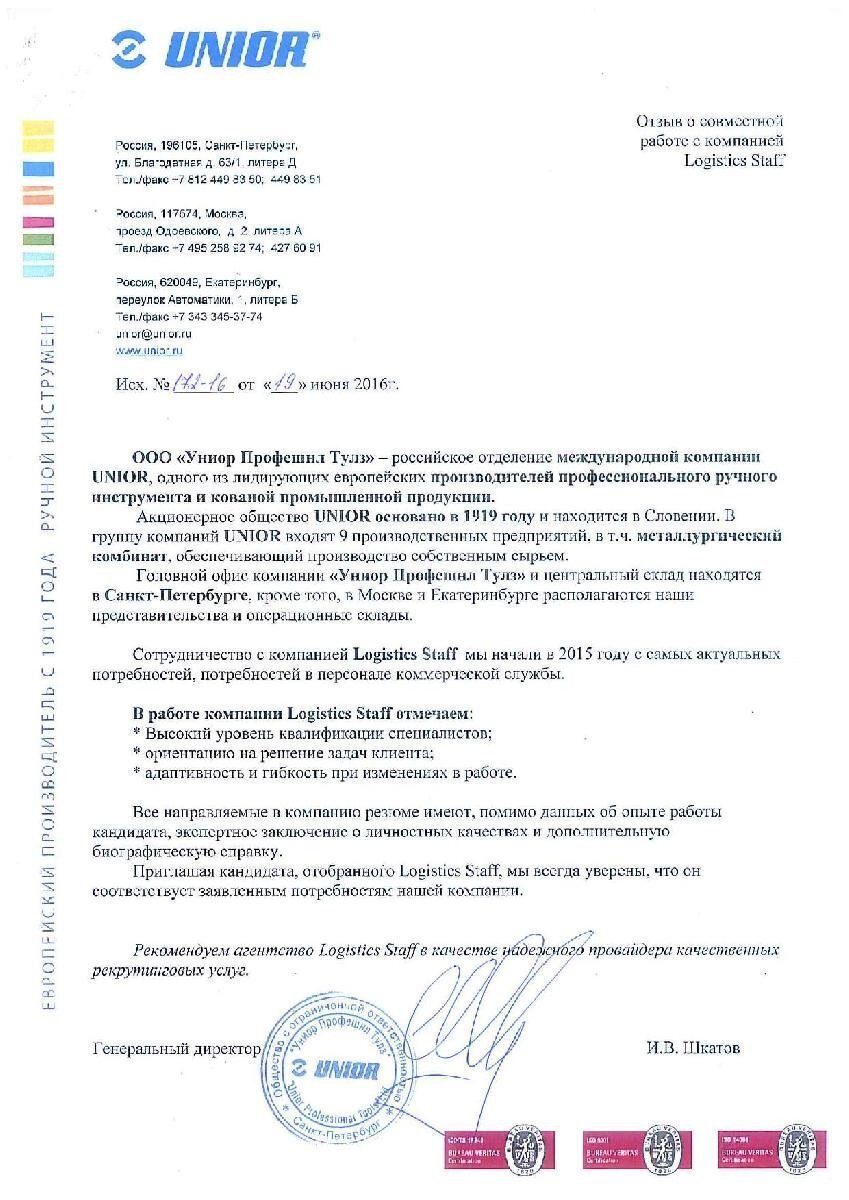 UNIOR®
Отзыв о совместной
работе с компанией
Logistics Staff
Россия, 196105, Санкт-Петербург,
ул. Благодатная д. 63/1, литера Д
Тел./факс +7 812 449 83 50; 449 83 51
Россия, 117574, Москва,
проезд Одоевского, д. 2, литера А
Тел./факс +7 495 258 92 74; 427 60 91
Россия, 620049, Екатеринбург,
переулок Автоматики, 1, литера Б
Тел./факс +7 343 345-37-74
unior@unior.ru
www.unior.ru
Исх. № 172-16 от «19» июня 2016г.
ООО «Униор Профешнл Тулз» – российское отделение международной компании
UNIOR, одного из лидирующих европейских производителей профессионального ручного
инструмента и кованой промышленной продукции.
Акционерное общество UNIOR основано в 1919 году и находится в Словении. В
группу компаний UNIOR входят 9 производственных предприятий, в т.ч. металлургический
комбинат, обеспечивающий производство собственным сырьем.
Головной офис компании «Униор Профешнл Тулз» и центральный склад находятся
в Санкт-Петербурге, кроме того, в Москве и Екатеринбурге располагаются наши
представительства и операционные склады.
Сотрудничество с компанией Logistics Staff мы начали в 2015 году с самых актуальных
потребностей, потребностей в персонале коммерческой службы.
В работе компании Logistics Staff отмечаем:
* Высокий уровень квалификации специалистов;
* ориентацию на решение задач клиента;
* адаптивность и гибкость при изменениях в работе.
Все направляемые в компанию резюме имеют, помимо данных об опыте работы
кандидата, экспертное заключение о личностных качествах и дополнительную
биографическую справку.
Приглашая кандидата, отобранного Logistics Staff, мы всегда уверены, что он
соответствует заявленным потребностям нашей компании.
Рекомендуем агентство Logistics Staff в качестве надежного провайдера качественных
рекрутинговых услуг.
Генеральный директор
И.В. Шкатов
ЕВРОПЕЙСКИЙ ПРОИЗВОДИТЕЛЬ С 1919 ГОДА РУЧНОЙ ИНСТРУМЕНТ
Общество с ограниченной ответственностью
"Униор Профешнл Тулз"
UNIOR
Unior Professional Tools
* Санкт-Петербург *
BUREAU VERITAS
Certification
ISO 9001
BUREAU VERITAS
Certification
BUREAU VERITAS
Certification